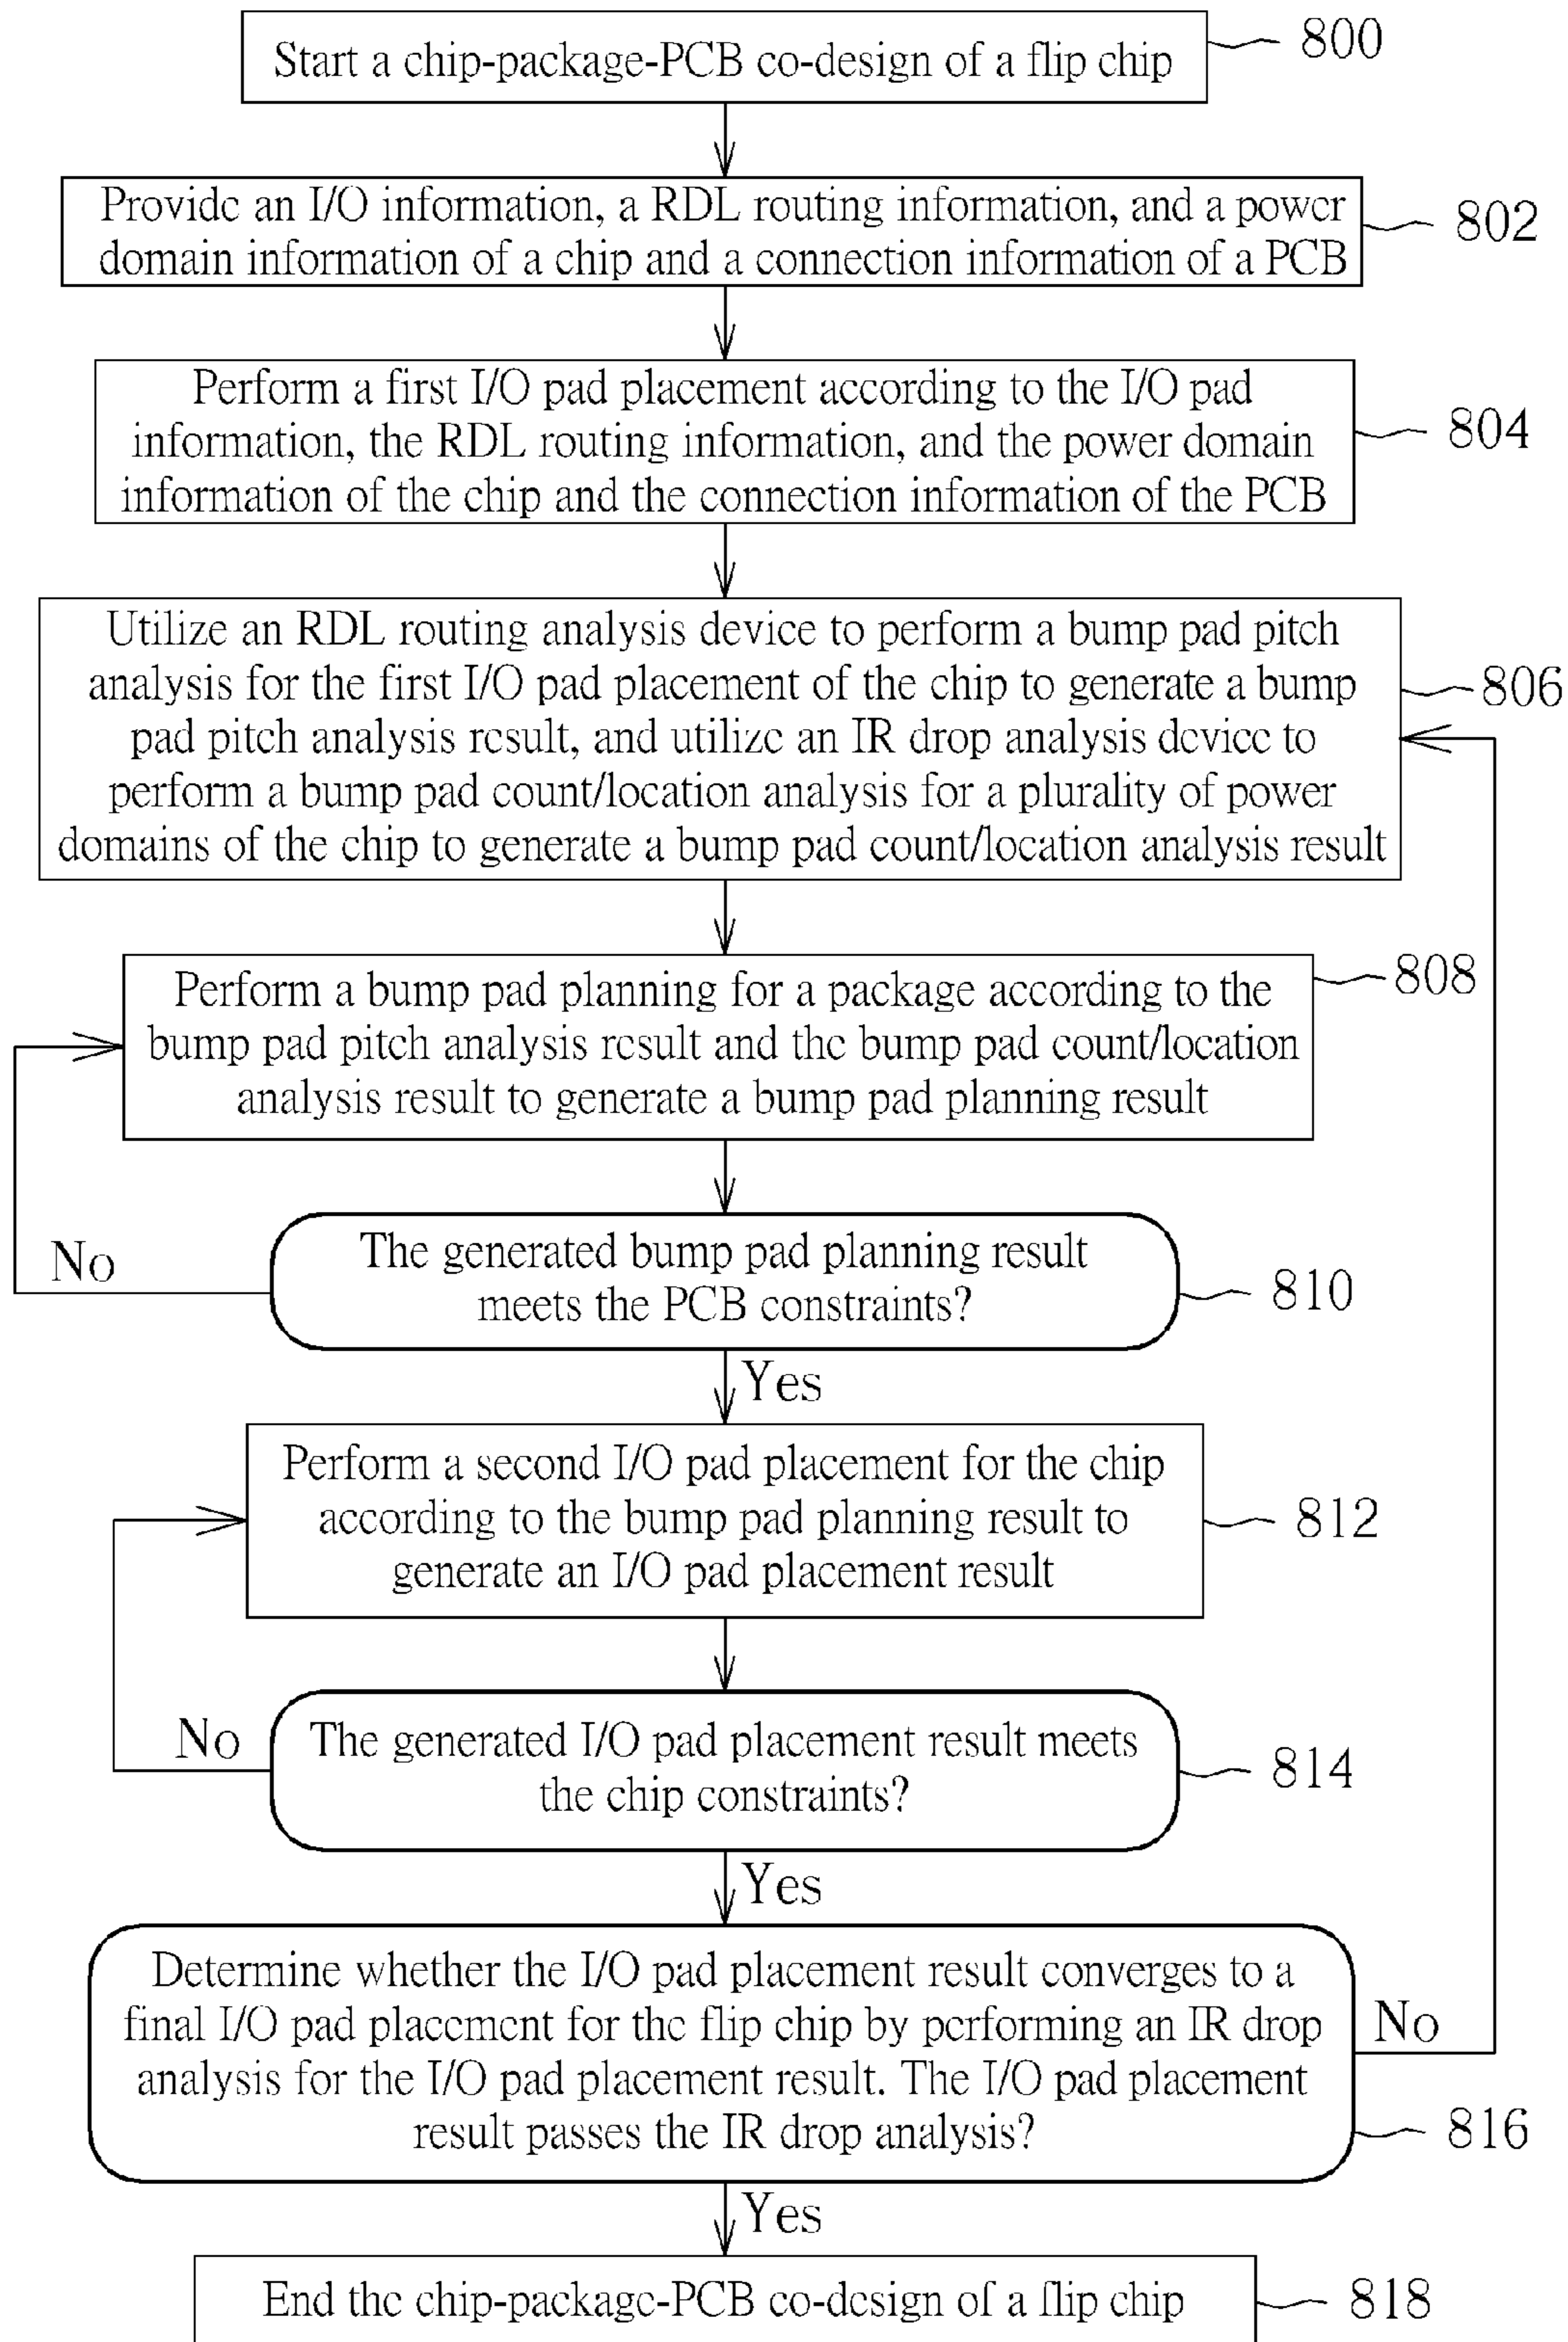 Start a chip-package-PCB co-design of a flip chip
800
Provide an I/O information, a RDL routing information, and a power
domain information of a chip and a connection information of a PCB
802
Perform a first I/O pad placement according to the I/O pad
information, the RDL routing information, and the power domain
information of the chip and the connection information of the PCB
804
Utilize an RDL routing analysis device to perform a bump pad pitch
analysis for the first I/O pad placement of the chip to generate a bump
pad pitch analysis result, and utilize an IR drop analysis device to
perform a bump pad count/location analysis for a plurality of power
domains of the chip to generate a bump pad count/location analysis result
806
Perform a bump pad planning for a package according to the
bump pad pitch analysis result and the bump pad count/location
analysis result to generate a bump pad planning result
808
The generated bump pad planning result
meets the PCB constraints?
810
No
Yes
Perform a second I/O pad placement for the chip
according to the bump pad planning result to
generate an I/O pad placement result
812
The generated I/O pad placement result meets
the chip constraints?
814
No
Yes
Determine whether the I/O pad placement result converges to a
final I/O pad placement for the flip chip by performing an IR drop
analysis for the I/O pad placement result. The I/O pad placement
result passes the IR drop analysis?
816
No
Yes
End the chip-package-PCB co-design of a flip chip
818